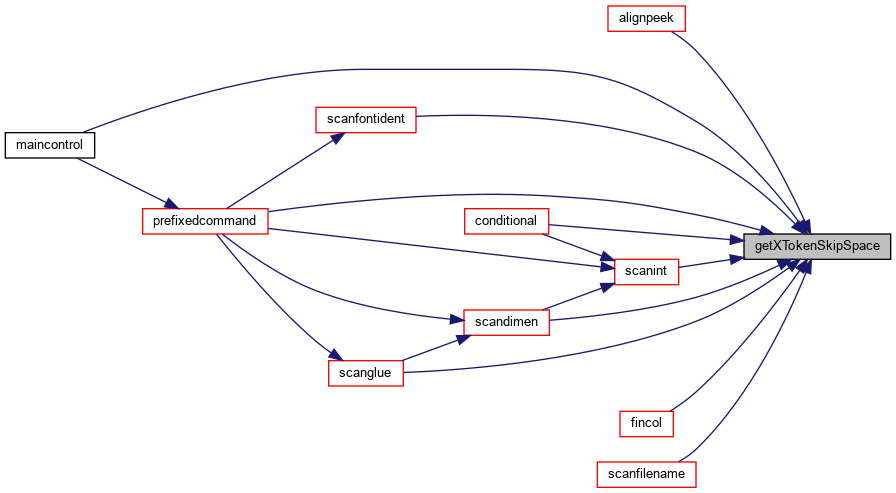 alignpeek
scanfontident
maincontrol
prefixedcommand
conditional
getXTokenSkipSpace
scanint
scandimen
scanglue
fincol
scanfilename